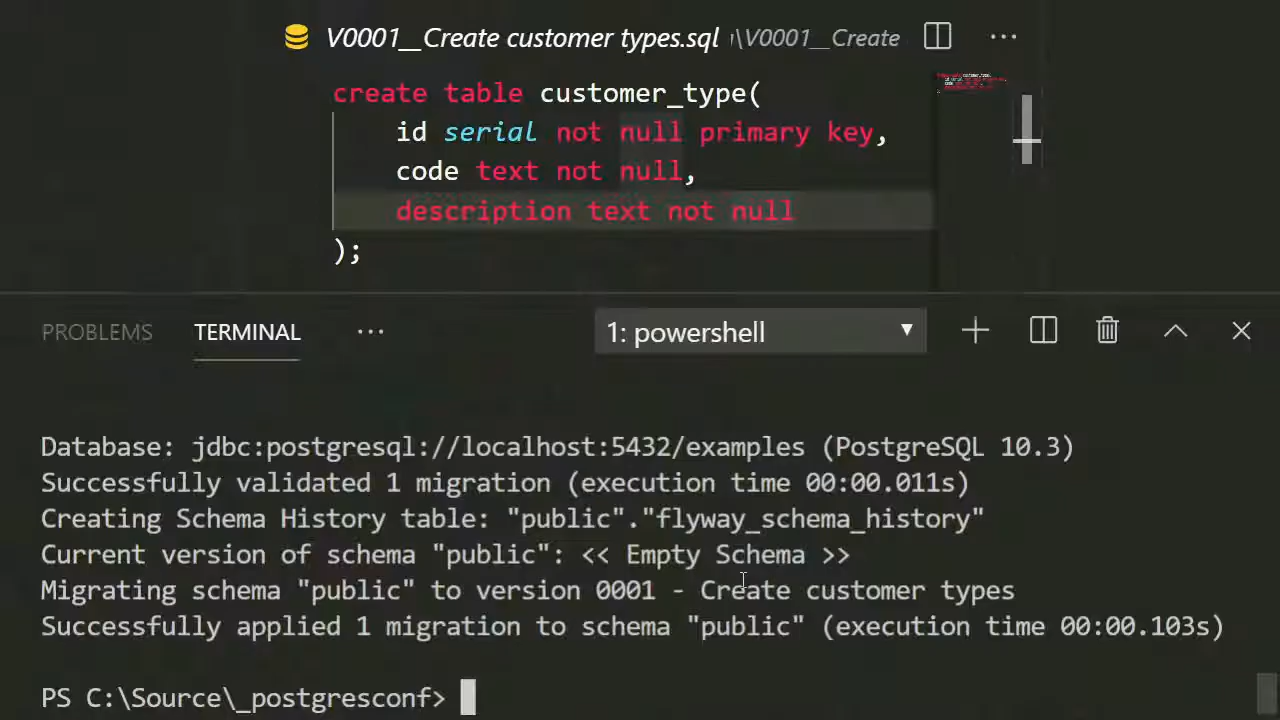 V0001__Create customer types.sql \V0001__Create
create table customer_type(
id serial not null primary key,
code text not null,
description text not null
);
PROBLEMS TERMINAL ··· 1: powershell
Database: jdbc:postgresql://localhost:5432/examples (PostgreSQL 10.3)
Successfully validated 1 migration (execution time 00:00.011s)
Creating Schema History table: "public"."flyway_schema_history"
Current version of schema "public": << Empty Schema >>
Migrating schema "public" to version 0001 - Create customer types
Successfully applied 1 migration to schema "public" (execution time 00:00.103s)
PS C:\Source\_postgresconf>